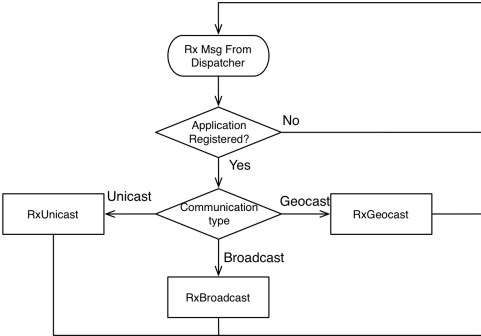 Rx Msg From
Dispatcher
Application
Registered?
No
Yes
Unicast
Communication
type
Geocast
RxUnicast
RxGeocast
Broadcast
RxBroadcast